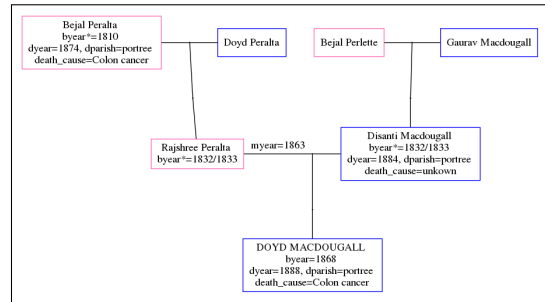 Bejal Peralta
byear*=1810
dyear=1874, dparish=portree
death_cause=Colon cancer
Doyd Peralta
Bejal Perlette
Gaurav Macdougall
Rajshree Peralta
byear*=1832/1833
myear=1863
Disanti Macdougall
byear*=1832/1833
dyear=1884, dparish=portree
death_cause=unkown
DOYD MACDOUGALL
byear=1868
dyear=1888, dparish=portree
death_cause=Colon cancer